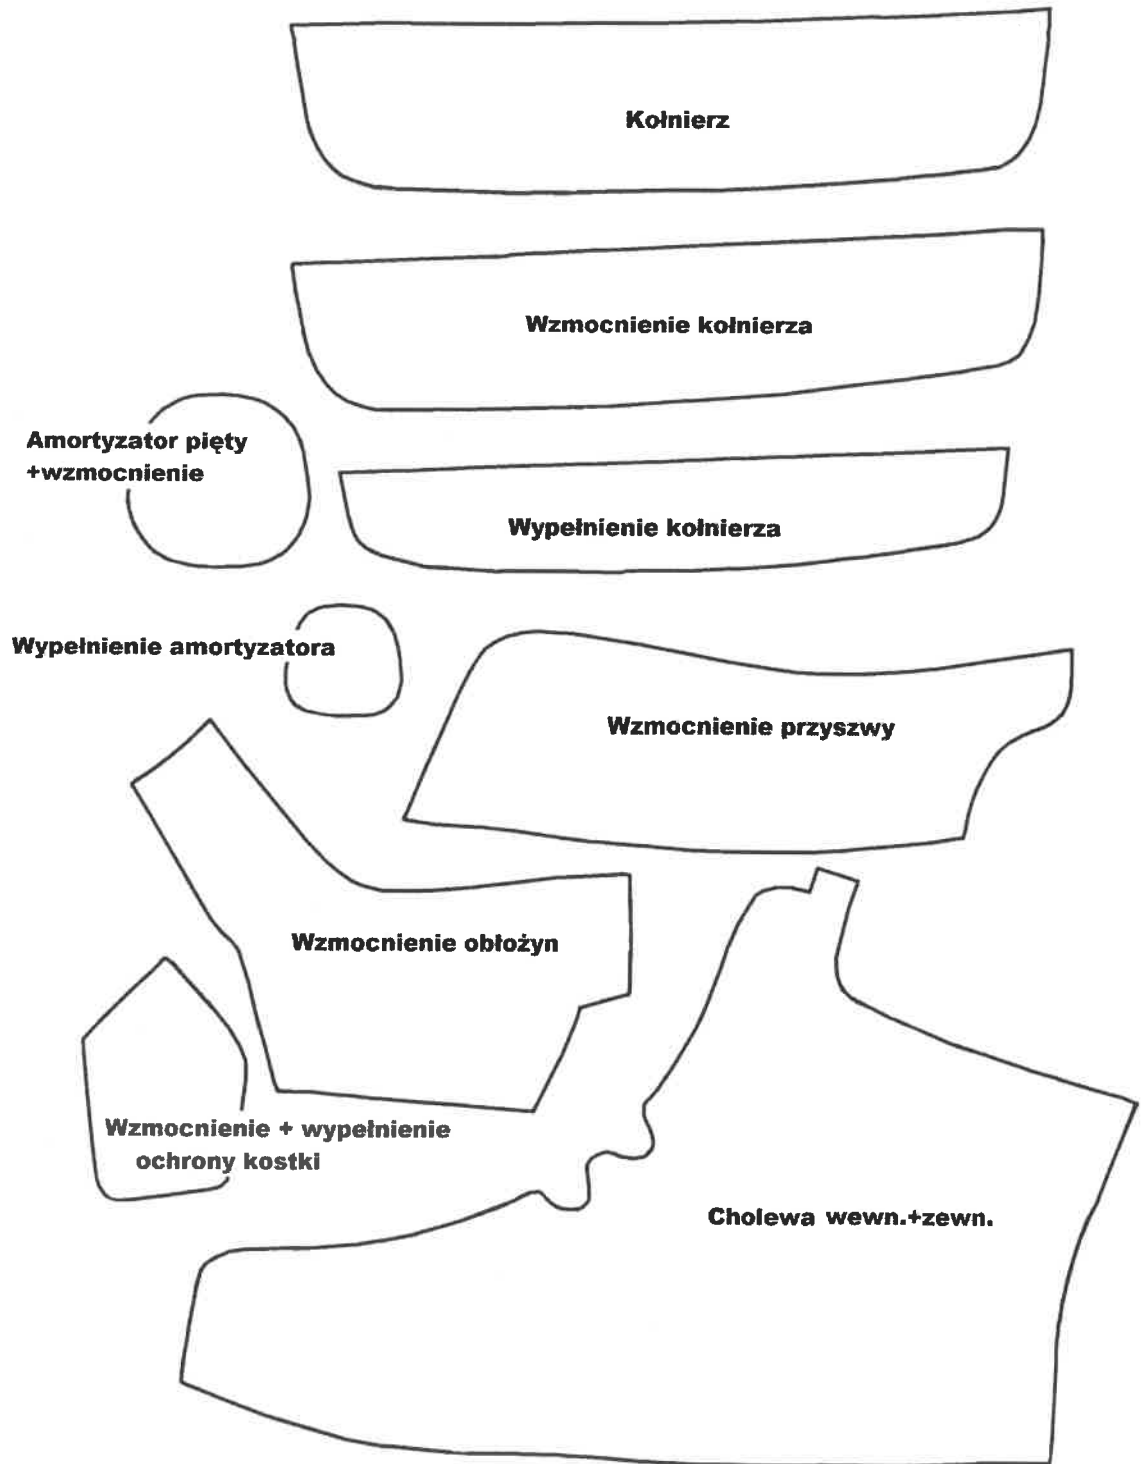 Kołnierz
Wzmocnienie kołnierza
Amortyzator pięty
+wzmocnienie
Wypełnienie kołnierza
Wypełnienie amortyzatora
Wzmocnienie przyszwy
Wzmocnienie obłożyn
Wzmocnienie + wypełnienie
ochrony kostki
Cholewa wewn.+zewn.